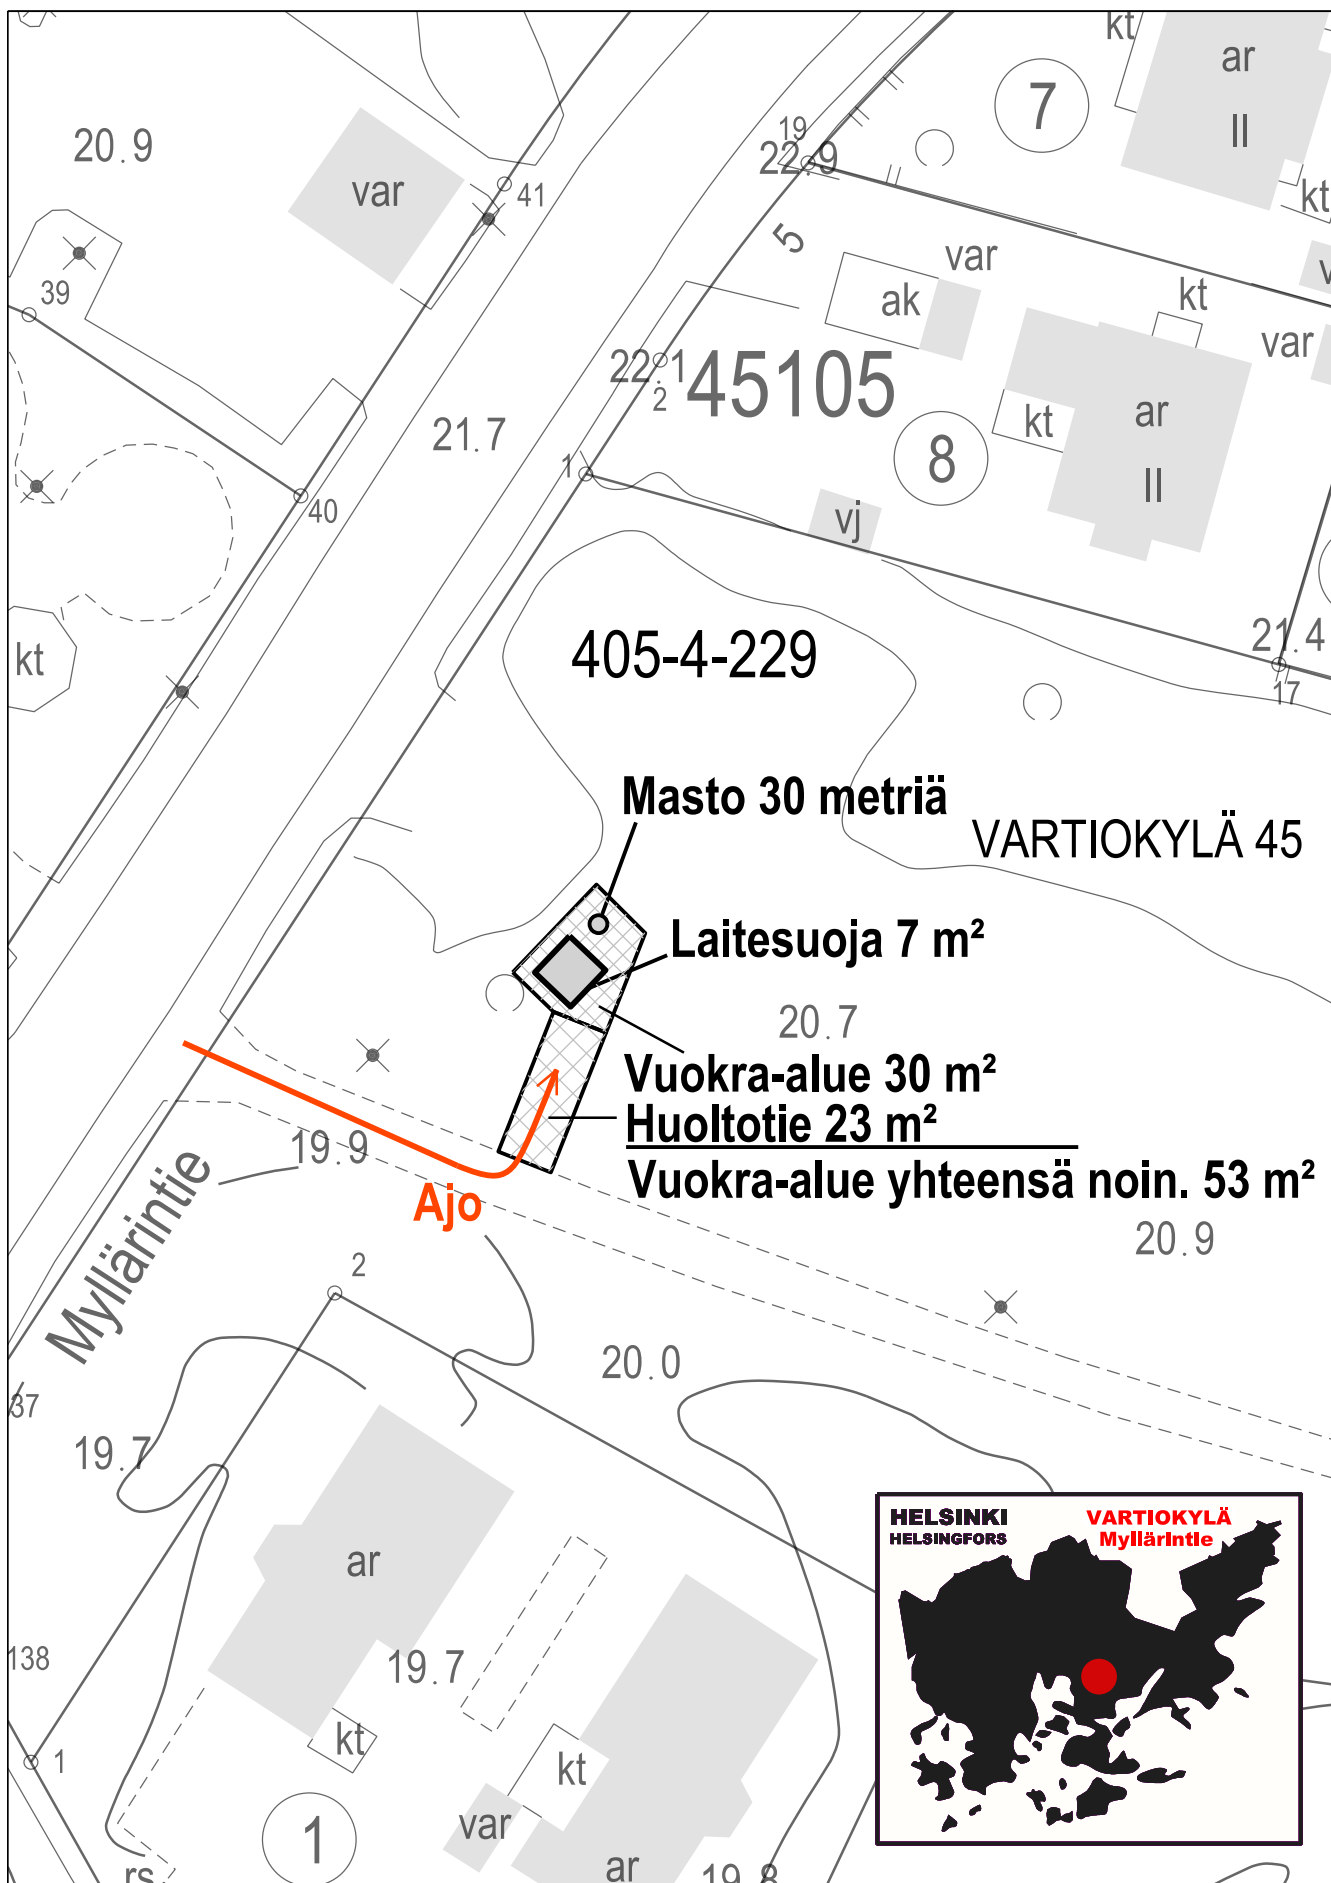 kt
ar
7
II
20.9
19
22.9
var
41
kt
5
var
39
ak
kt
var
22.1
2
45105
ar
21.7
kt
8
1
II
40
vj
21.4
405-4-229
kt
17
Masto 30 metriä
VARTIOKYLÄ 45
Laitesuoja 7 m²
20.7
Vuokra-alue 30 m²
Huoltotie 23 m²
19.9
Vuokra-alue yhteensä noin. 53 m²
Ajo
Myllärintie
20.9
2
20.0
37
19.7
HELSINKI
HELSINGFORS
VARTIOKYLÄ
Myllärintie
ar
138
19.7
kt
1
kt
var
1
ar
rs
19.8